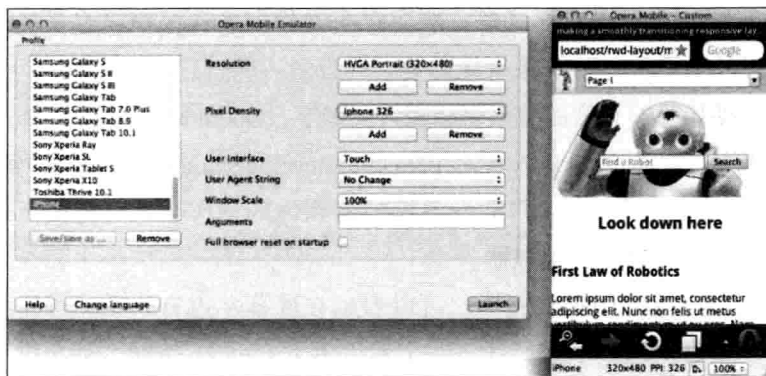 Opera Mobile Emulator
Profile
Samsung Galaxy S
Samsung Galaxy S II
Samsung Galaxy S III
Samsung Galaxy Tab
Samsung Galaxy Tab 7.0 Plus
Samsung Galaxy Tab 8.9
Samsung Galaxy Tab 10.1
Sony Xperia Ray
Sony Xperia SL
Sony Xperia Tablet S
Sony Xperia X10
Toshiba Thrive 10.1
iPhone
Save/Save as ...
Remove
Resolution
HVGA Portrait (320x480)
Add
Remove
Pixel Density
iphone 326
Add
Remove
User Interface
Touch
User Agent String
No Change
Window Scale
100%
Arguments
Full browser reset on startup
Help
Change language
Launch
Opera Mobile - Custom
making a smoothly transitioning responsive lay
localhost/rwd-layout/m
Google
Page 1
Find a Robot
Search
Look down here
First Law of Robotics
Lorem ipsum dolor sit amet, consectetur
adipiscing elit. Nunc non felis ut metus
iPhone
320x480 PPI: 326
100%